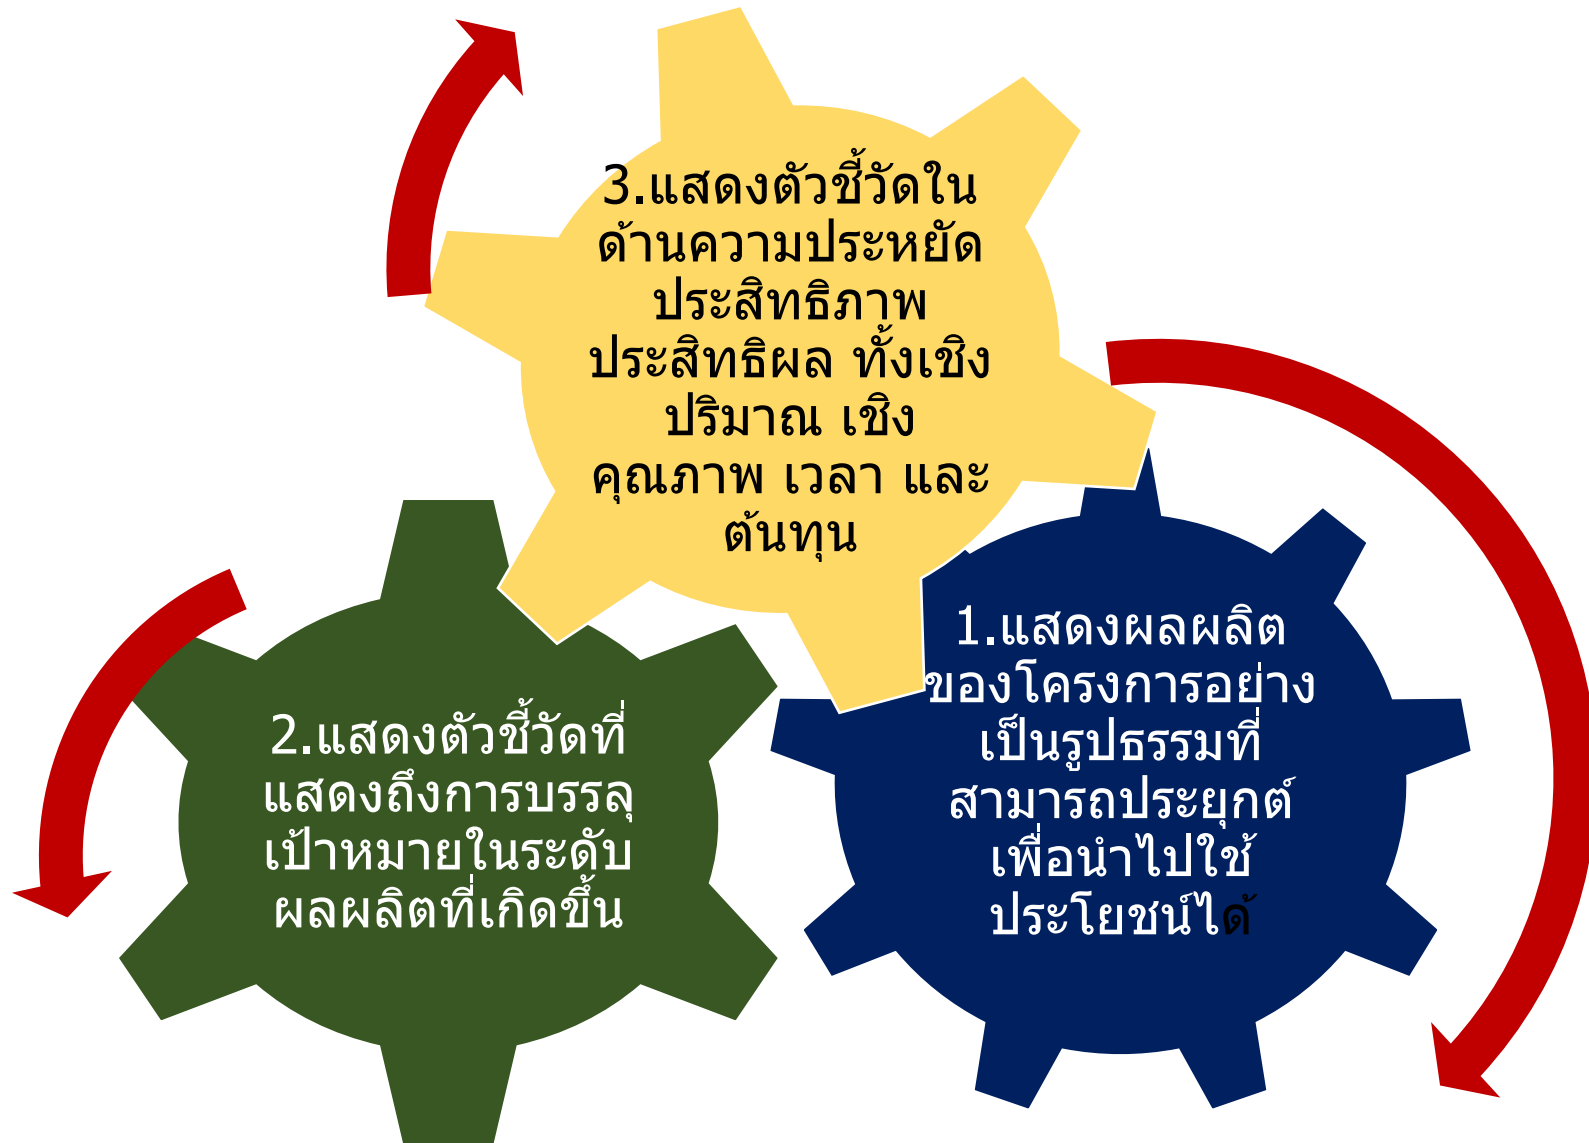 3.แสดงตัวชี้วัดใน
ด้านความประหยัด
ประสิทธิภาพ
ประสิทธิผล ทั้งเชิง
ปริมาณ เชิง
คุณภาพ เวลา และ
ต้นทุน
1.แสดงผลผลิต
ของโครงการอย่าง
เป็นรูปธรรมที่
สามารถประยุกต์
เพื่อนำไปใช้
ประโยชน์ได้
2.แสดงตัวชี้วัดที่
แสดงถึงการบรรลุ
เป้าหมายในระดับ
ผลผลิตที่เกิดขึ้น